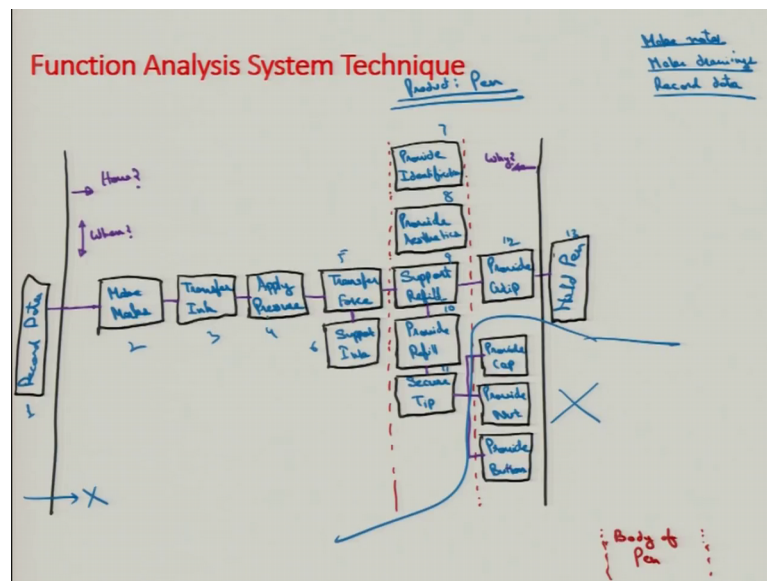 Function Analysis System Technique
Product: Pen
Make notes
Make drawings
Record data
How?
When?
Why?
Record Data
1
Make
Marks
2
Transfer
Ink
3
Apply
Pressure
4
5
Transfer
Force
6
Support
Ink
7
Provide
Identification
8
Provide
Aesthetics
9
Support
Refill
10
Provide
Refill
11
Secure
Tip
12
Provide
Grip
13
Hold Pen
Provide
Cap
Provide
Nut
Provide
Button
X
X
Body of
Pen